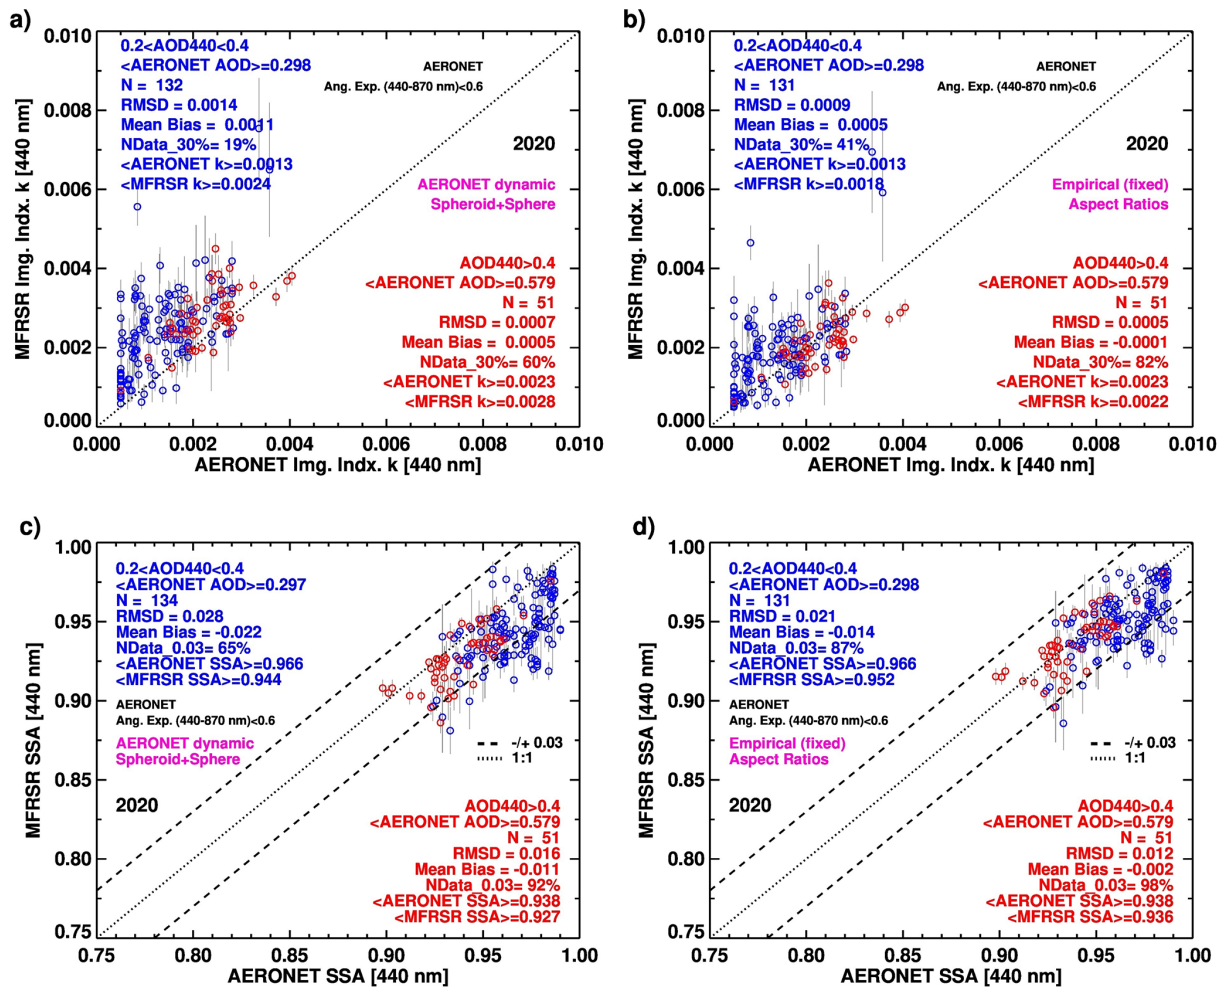 a)
0.010
0.008
0.006
0.004
0.002
0.000
MFRSR Img. Indx. k [440 nm]
0.2<AOD440<0.4
<AERONET AOD>=0.298
N = 132
RMSD = 0.0014
Mean Bias = 0.0011
NData_30%= 19%
<AERONET k>=0.0013
<MFRSR k>=0.0024
AERONET
Ang. Exp. (440-870 nm)<0.6
2020
AERONET dynamic
Spheroid+Sphere
AOD440>0.4
<AERONET AOD>=0.579
N = 51
RMSD = 0.0007
Mean Bias = 0.0005
NData_30%= 60%
<AERONET k>=0.0023
<MFRSR k>=0.0028
0.000 0.002 0.004 0.006 0.008 0.010
AERONET Img. Indx. k [440 nm]
b)
0.010
0.008
0.006
0.004
0.002
0.000
MFRSR Img. Indx. k [440 nm]
0.2<AOD440<0.4
<AERONET AOD>=0.298
N = 131
RMSD = 0.0009
Mean Bias = 0.0005
NData_30%= 41%
<AERONET k>=0.0013
<MFRSR k>=0.0018
AERONET
Ang. Exp. (440-870 nm)<0.6
2020
Empirical (fixed)
Aspect Ratios
AOD440>0.4
<AERONET AOD>=0.579
N = 51
RMSD = 0.0005
Mean Bias = -0.0001
NData_30%= 82%
<AERONET k>=0.0023
<MFRSR k>=0.0022
0.000 0.002 0.004 0.006 0.008 0.010
AERONET Img. Indx. k [440 nm]
c)
1.00
0.95
0.90
0.85
0.80
0.75
MFRSR SSA [440 nm]
0.2<AOD440<0.4
<AERONET AOD>=0.297
N = 134
RMSD = 0.028
Mean Bias = -0.022
NData_0.03= 65%
<AERONET SSA>=0.966
<MFRSR SSA>=0.944
AERONET
Ang. Exp. (440-870 nm)<0.6
AERONET dynamic
Spheroid+Sphere
-/+ 0.03
1:1
2020
AOD440>0.4
<AERONET AOD>=0.579
N = 51
RMSD = 0.016
Mean Bias = -0.011
NData_0.03= 92%
<AERONET SSA>=0.938
<MFRSR SSA>=0.927
0.75 0.80 0.85 0.90 0.95 1.00
AERONET SSA [440 nm]
d)
1.00
0.95
0.90
0.85
0.80
0.75
MFRSR SSA [440 nm]
0.2<AOD440<0.4
<AERONET AOD>=0.298
N = 131
RMSD = 0.021
Mean Bias = -0.014
NData_0.03= 87%
<AERONET SSA>=0.966
<MFRSR SSA>=0.952
AERONET
Ang. Exp. (440-870 nm)<0.6
Empirical (fixed)
Aspect Ratios
-/+ 0.03
1:1
2020
AOD440>0.4
<AERONET AOD>=0.579
N = 51
RMSD = 0.012
Mean Bias = -0.002
NData_0.03= 98%
<AERONET SSA>=0.938
<MFRSR SSA>=0.936
0.75 0.80 0.85 0.90 0.95 1.00
AERONET SSA [440 nm]